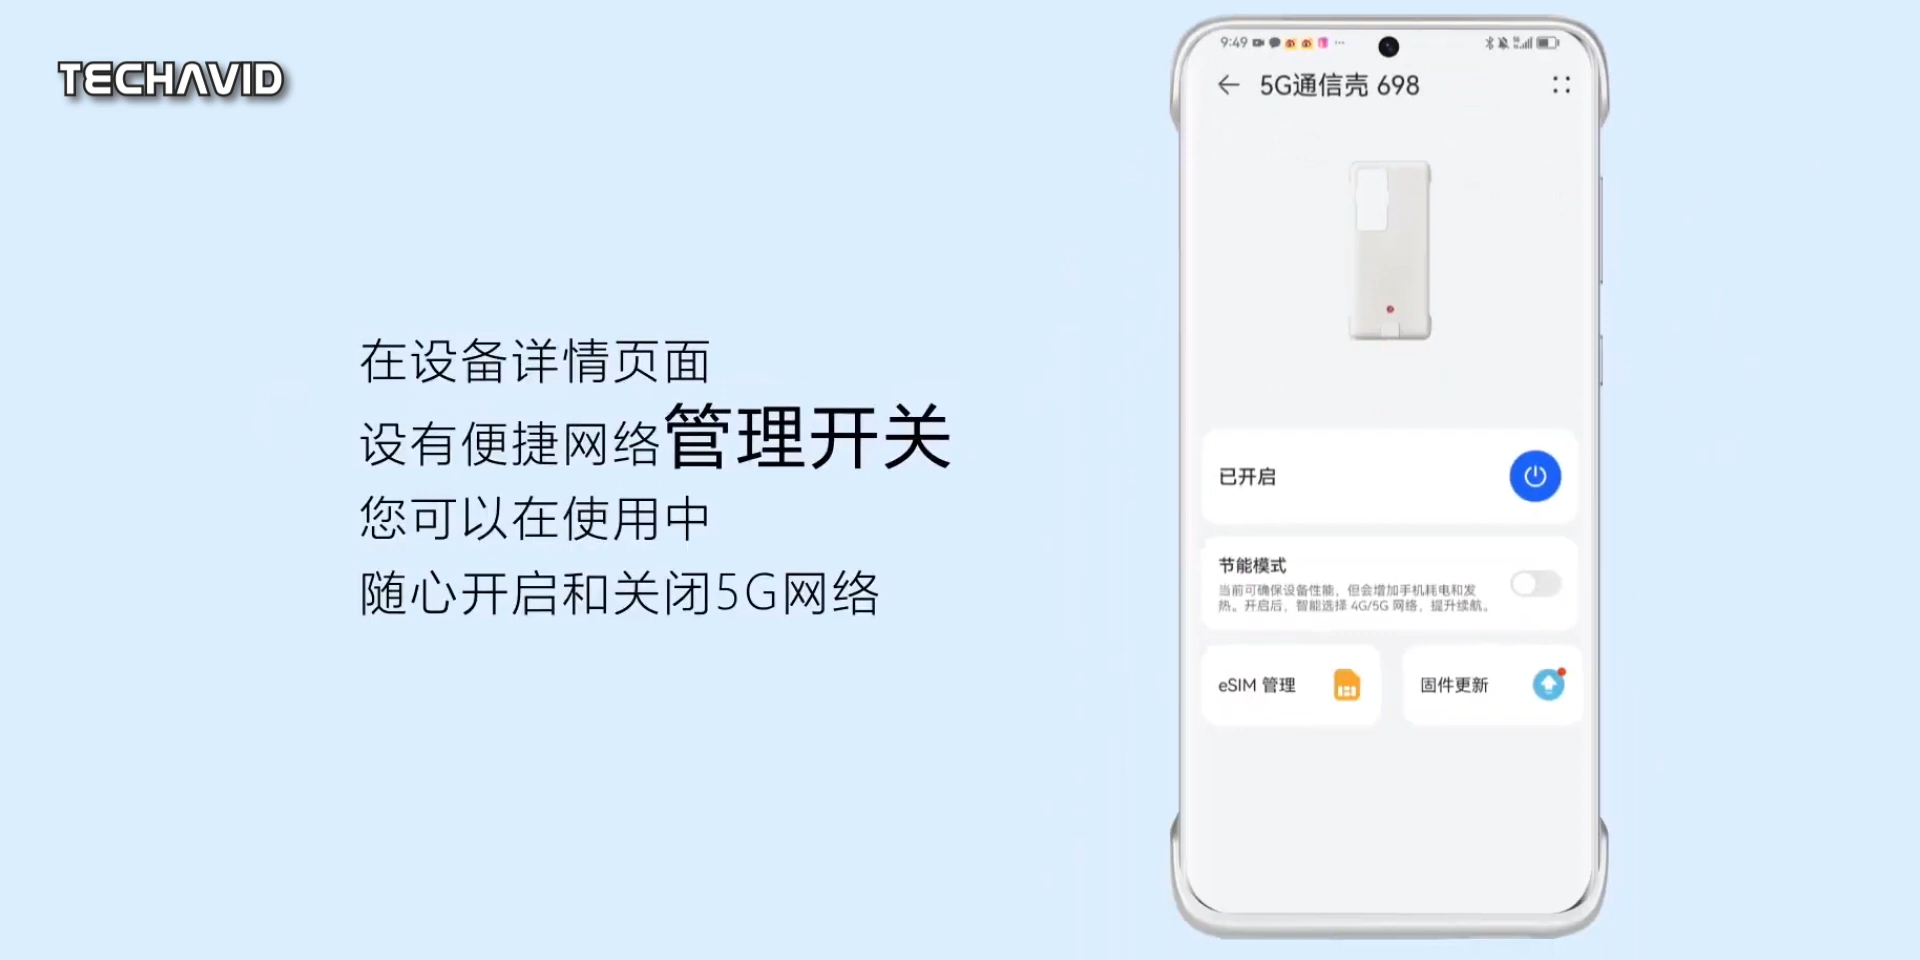 TECHAVID
在设备详情页面
设有便捷网络管理开关
您可以在使用中
随心开启和关闭5G网络
9:49
5G通信壳 698
已开启
节能模式
当前可确保设备性能，但会增加手机耗电和发
热。开启后，智能选择 4G/5G 网络，提升续航。
eSIM 管理
固件更新